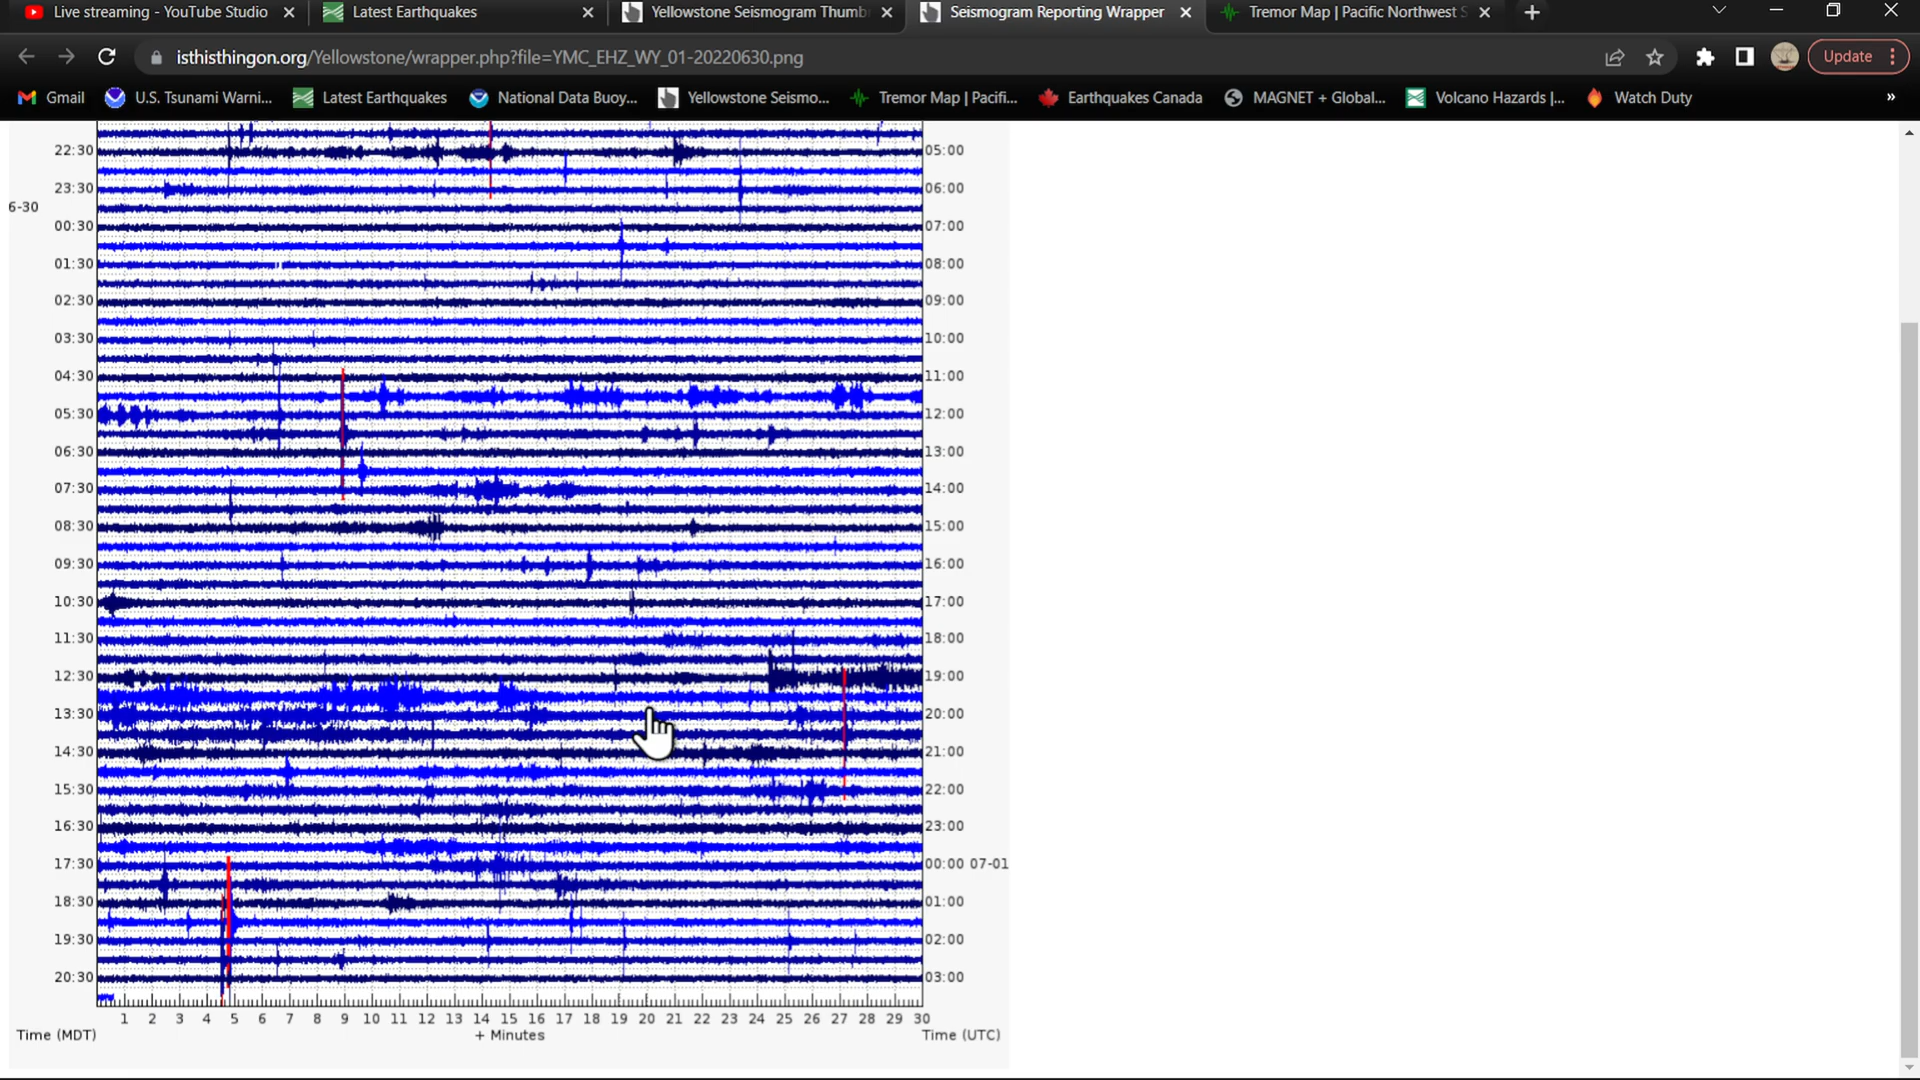 Live streaming - YouTube Studio
Latest Earthquakes
Yellowstone Seismogram Thumb
Seismogram Reporting Wrapper
Tremor Map | Pacific Northwest S
isthisthingon.org/Yellowstone/wrapper.php?file=YMC_EHZ_WY_01-20220630.png
Update
Gmail
U.S. Tsunami Warni...
Latest Earthquakes
National Data Buoy...
Yellowstone Seismo...
Tremor Map | Pacifi...
Earthquakes Canada
MAGNET + Global...
Volcano Hazards |...
Watch Duty
»
22:30 05:00
23:30 06:00
6-30
00:30 07:00
01:30 08:00
02:30 09:00
03:30 10:00
04:30 11:00
05:30 12:00
06:30 13:00
07:30 14:00
08:30 15:00
09:30 16:00
10:30 17:00
11:30 18:00
12:30 19:00
13:30 20:00
14:30 21:00
15:30 22:00
16:30 23:00
17:30 00:00 07-01
18:30 01:00
19:30 02:00
20:30 03:00
1 2 3 4 5 6 7 8 9 10 11 12 13 14 15 16 17 18 19 20 21 22 23 24 25 26 27 28 29 30
Time (MDT) + Minutes Time (UTC)